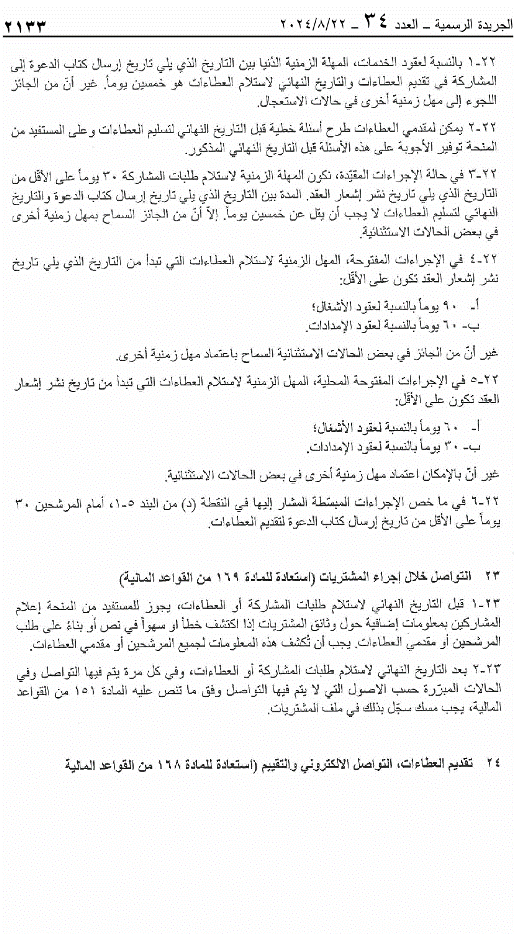 الجريدة الرسمية ــ العدد ٣٤ ــ ٢٠٢٤/٨/٢٢
٢١٣٣
٢٢-١ بالنسبة لعقود الخدمات، المهلة الزمنية الدُنيا بين التاريخ الذي يلي تاريخ إرسال كتاب الدعوة إلى
المشاركة في تقديم العطاءات والتاريخ النهائي لاستلام العطاءات هو خمسين يوماً. غير أنّ من الجائز
اللجوء إلى مهل زمنية أخرى في حالات الاستعجال.
٢٢-٢ يمكن لمقدمي العطاءات طرح أسئلة خطية قبل التاريخ النهائي لتسليم العطاءات وعلى المستفيد من
المنحة توفير الأجوبة على هذه الأسئلة قبل التاريخ النهائي المذكور.
٢٢-٣ في حالة الإجراءات المقيّدة، تكون المهلة الزمنية لاستلام طلبات المشاركة ٣٠ يوماً على الأقل من
التاريخ الذي يلي تاريخ نشر إشعار العقد. المدة بين التاريخ الذي يلي تاريخ إرسال كتاب الدعوة والتاريخ
النهائي لتسليم العطاءات لا يجب أن يقل عن خمسين يوماً. إلاّ أنّ من الجائز السماح بمهل زمنية أخرى
في بعض الحالات الاستثنائية.
٢٢-٤ في الإجراءات المفتوحة، المهل الزمنية لاستلام العطاءات التي تبدأ من التاريخ الذي يلي تاريخ
نشر إشعار العقد تكون على الأقل:
أ- ٩٠ يوماً بالنسبة لعقود الأشغال؛
ب- ٦٠ يوماً بالنسبة لعقود الإمدادات.
غير أنّ من الجائز في بعض الحالات الاستثنائية السماح باعتماد مهل زمنية أخرى.
٢٢-٥ في الإجراءات المفتوحة المحلية، المهل الزمنية لاستلام العطاءات التي تبدأ من تاريخ نشر إشعار
العقد تكون على الأقل:
أ- ٦٠ يوماً بالنسبة لعقود الأشغال؛
ب- ٣٠ يوماً بالنسبة لعقود الإمدادات.
غير أنّ بالإمكان اعتماد مهل زمنية أخرى في بعض الحالات الاستثنائية.
٢٢-٦ في ما خص الإجراءات المبسّطة المشار إليها في النقطة (د) من البند ٥-١، أمام المرشحين ٣٠
يوماً على الأقل من تاريخ إرسال كتاب الدعوة لتقديم العطاءات.
٢٣ التواصل خلال إجراء المشتريات (استعادة للمادة ١٦٩ من القواعد المالية)
٢٣-١ قبل التاريخ النهائي لاستلام طلبات المشاركة أو العطاءات، يجوز للمستفيد من المنحة إعلام
المشاركين بمعلومات إضافية حول وثائق المشتريات إذا اكتشف خطأ او سهواً في نص أو بناءً على طلب
المرشحين أو مقدمي العطاءات. يجب أن تُكشف هذه المعلومات لجميع المرشحين أو مقدمي العطاءات.
٢٣-٢ بعد التاريخ النهائي لاستلام طلبات المشاركة أو العطاءات، وفي كل مرة يتم فيها التواصل وفي
الحالات المبرّرة حسب الاصول التي لا يتم فيها التواصل وفق ما تنص عليه المادة ١٥١ من القواعد
المالية، يجب مسك سجّل بذلك في ملف المشتريات.
٢٤ تقديم العطاءات، التواصل الالكتروني والتقييم (استعادة للمادة ١٦٨ من القواعد المالية